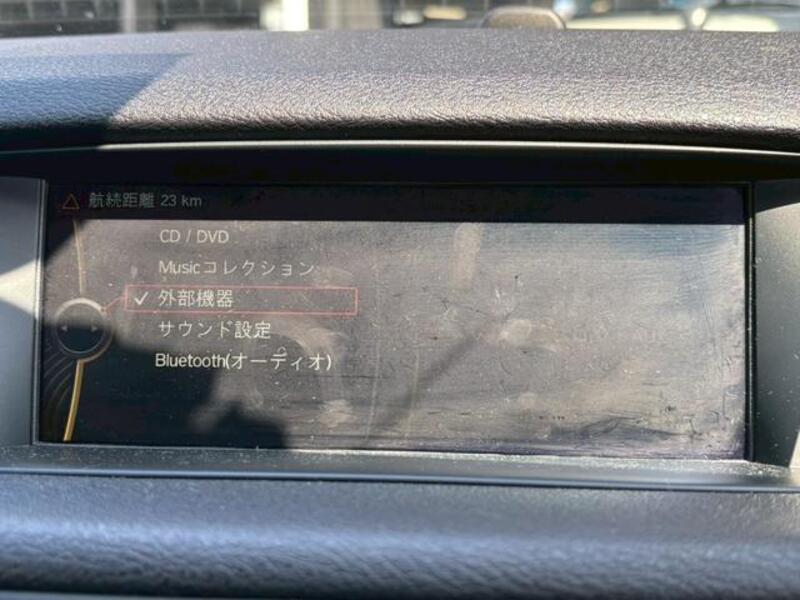 航続距離 23 km
CD / DVD
Musicコレクション
外部機器
サウンド設定
Bluetooth(オーディオ)